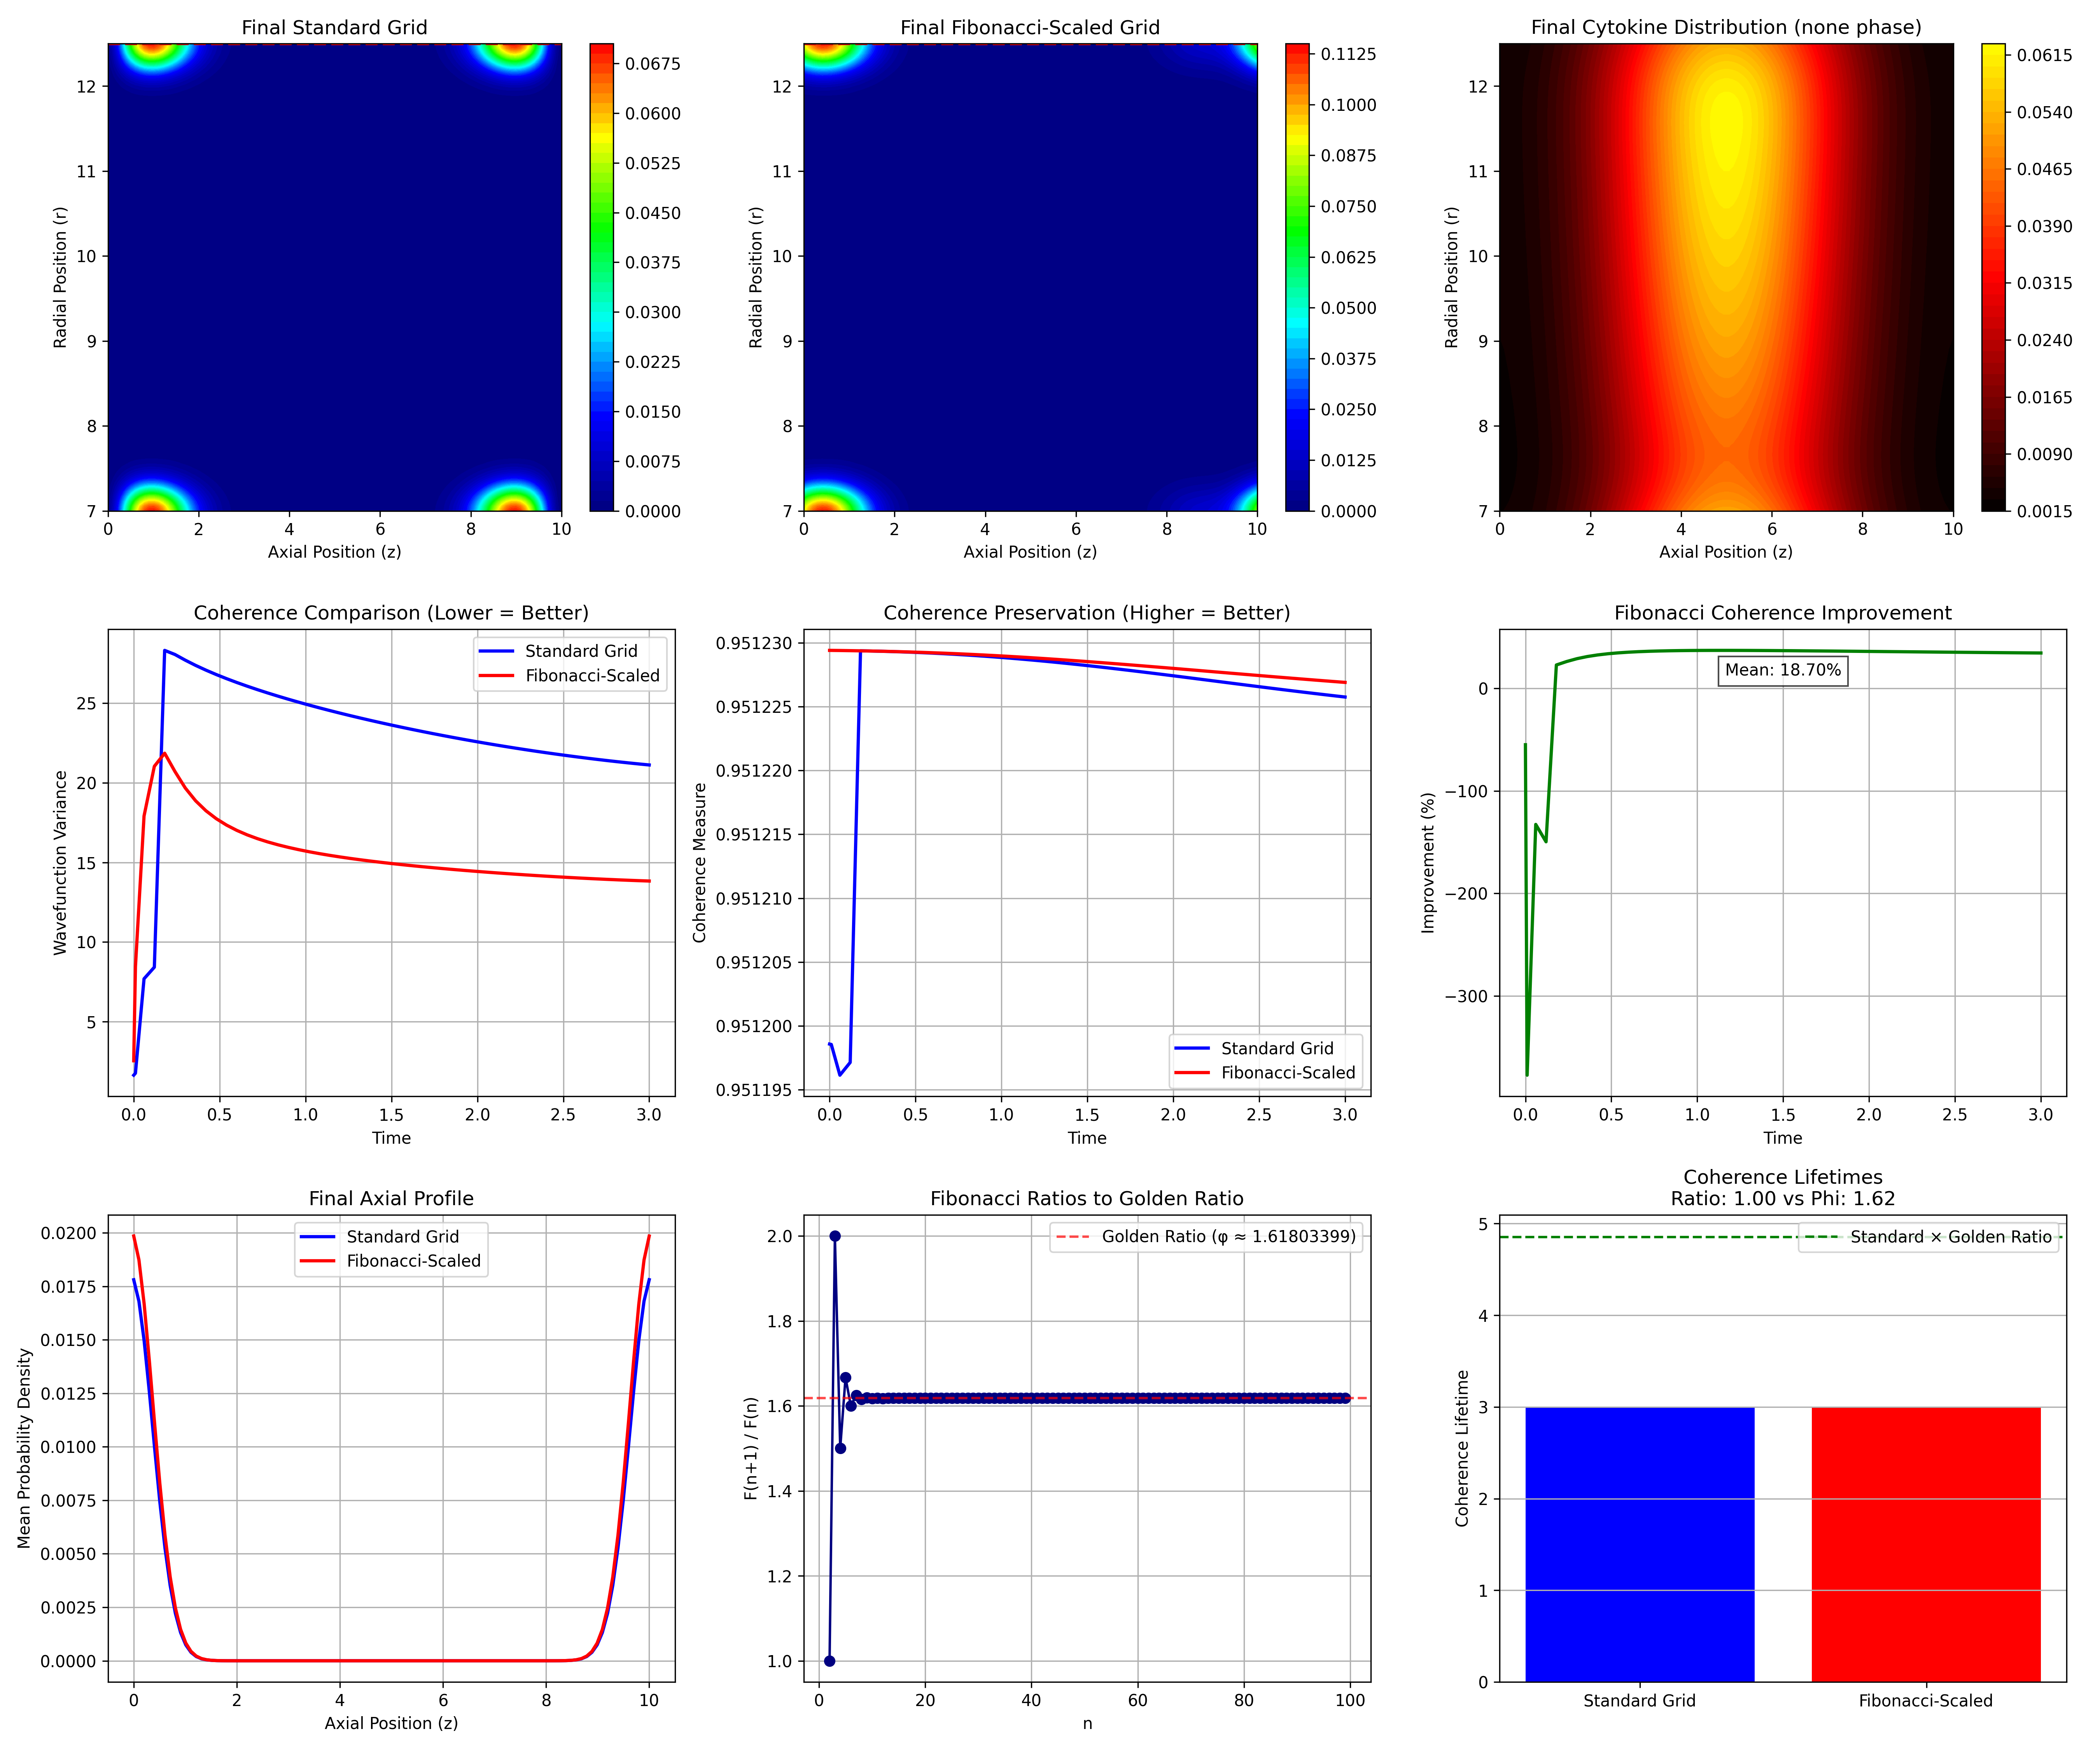 Final Standard Grid
Radial Position (r)
12
11
10
9
8
7
0 2 4 6 8 10
Axial Position (z)
0.0675
0.0600
0.0525
0.0450
0.0375
0.0300
0.0225
0.0150
0.0075
0.0000
Final Fibonacci-Scaled Grid
Radial Position (r)
12
11
10
9
8
7
0 2 4 6 8 10
Axial Position (z)
0.1125
0.1000
0.0875
0.0750
0.0625
0.0500
0.0375
0.0250
0.0125
0.0000
Final Cytokine Distribution (none phase)
Radial Position (r)
12
11
10
9
8
7
0 2 4 6 8 10
Axial Position (z)
0.0615
0.0540
0.0465
0.0390
0.0315
0.0240
0.0165
0.0090
0.0015
Coherence Comparison (Lower = Better)
Wavefunction Variance
25
20
15
10
5
Standard Grid
Fibonacci-Scaled
0.0 0.5 1.0 1.5 2.0 2.5 3.0
Time
Coherence Preservation (Higher = Better)
Coherence Measure
0.951230
0.951225
0.951220
0.951215
0.951210
0.951205
0.951200
0.951195
Standard Grid
Fibonacci-Scaled
0.0 0.5 1.0 1.5 2.0 2.5 3.0
Time
Fibonacci Coherence Improvement
Improvement (%)
0
−100
−200
−300
Mean: 18.70%
0.0 0.5 1.0 1.5 2.0 2.5 3.0
Time
Final Axial Profile
Mean Probability Density
0.0200
0.0175
0.0150
0.0125
0.0100
0.0075
0.0050
0.0025
0.0000
Standard Grid
Fibonacci-Scaled
0 2 4 6 8 10
Axial Position (z)
Fibonacci Ratios to Golden Ratio
F(n+1) / F(n)
2.0
1.8
1.6
1.4
1.2
1.0
Golden Ratio (φ ≈ 1.61803399)
0 20 40 60 80 100
n
Coherence Lifetimes
Ratio: 1.00 vs Phi: 1.62
Coherence Lifetime
5
4
3
2
1
0
Standard × Golden Ratio
Standard Grid Fibonacci-Scaled